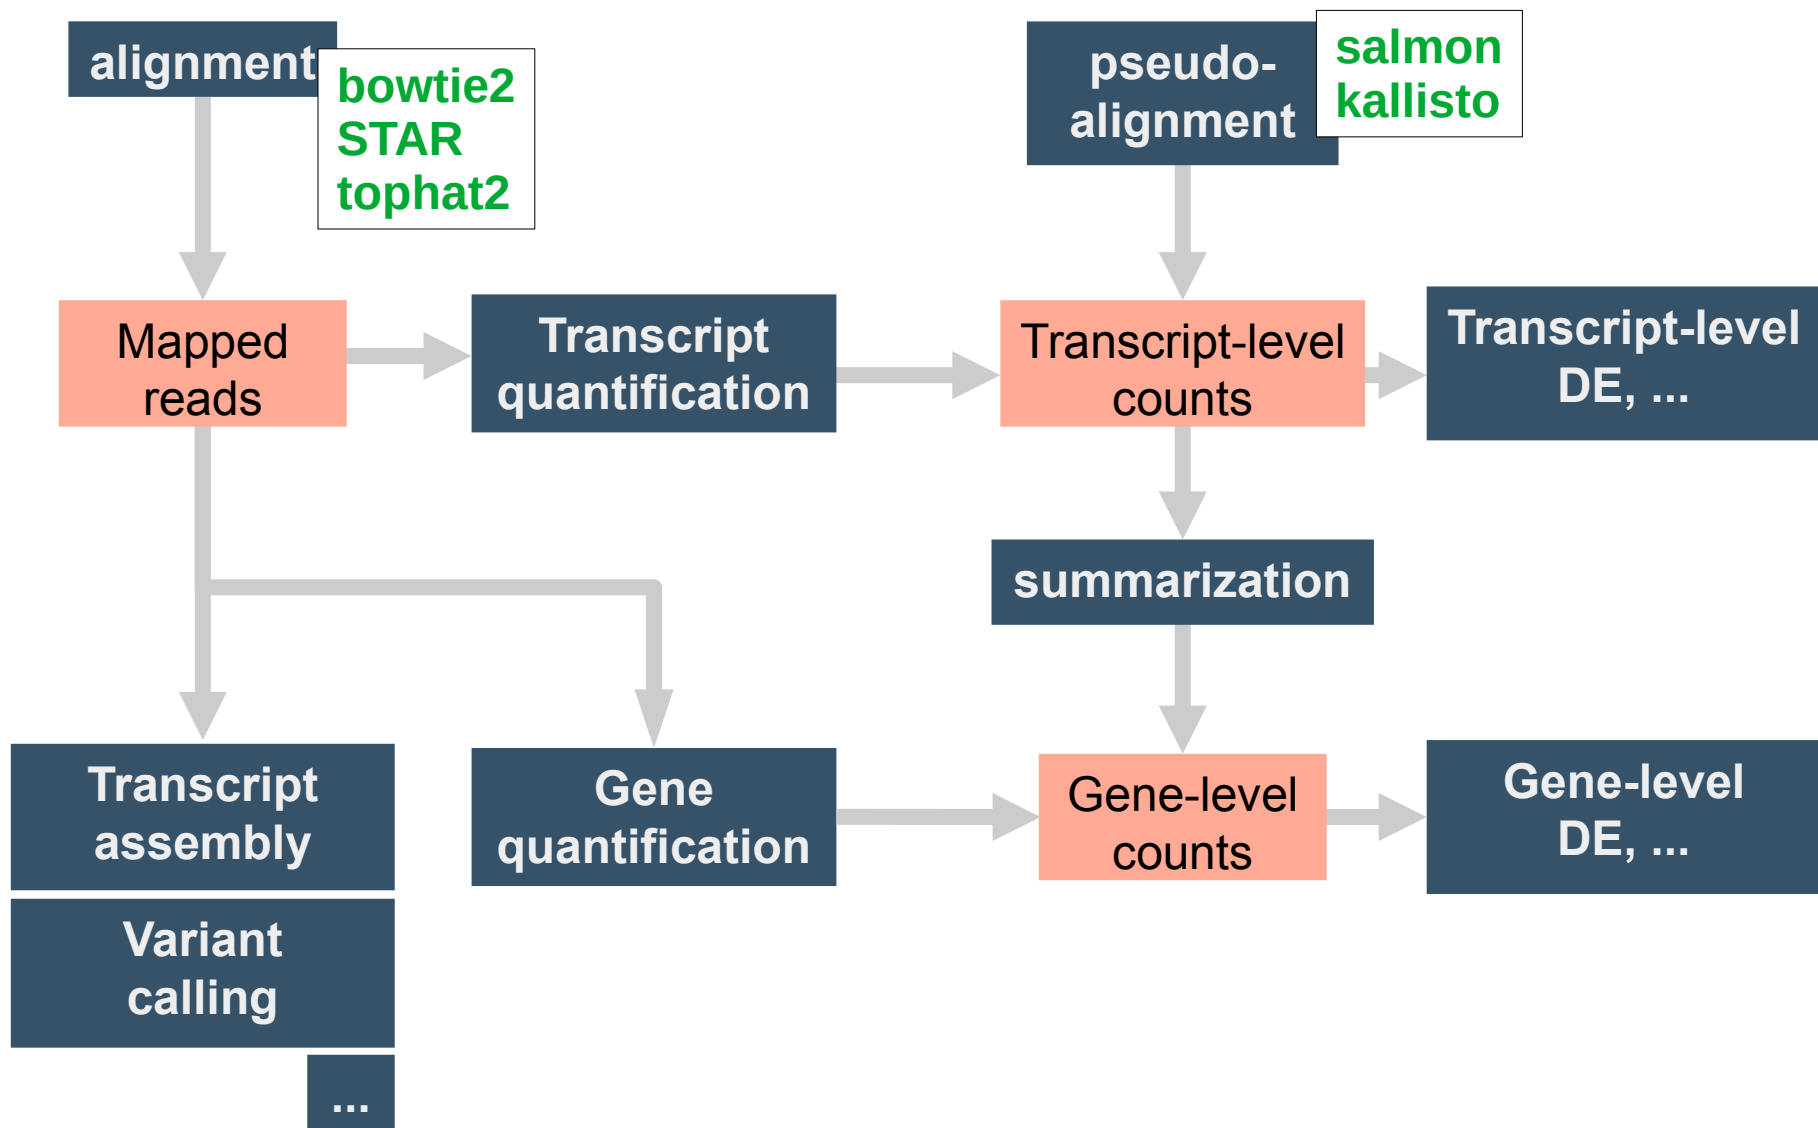 alignment
bowtie2
STAR
tophat2
pseudo-
alignment
salmon
kallisto
Mapped
reads
Transcript
quantification
Transcript-level
counts
Transcript-level
DE, ...
summarization
Transcript
assembly
Gene
quantification
Gene-level
counts
Gene-level
DE, ...
Variant
calling
...